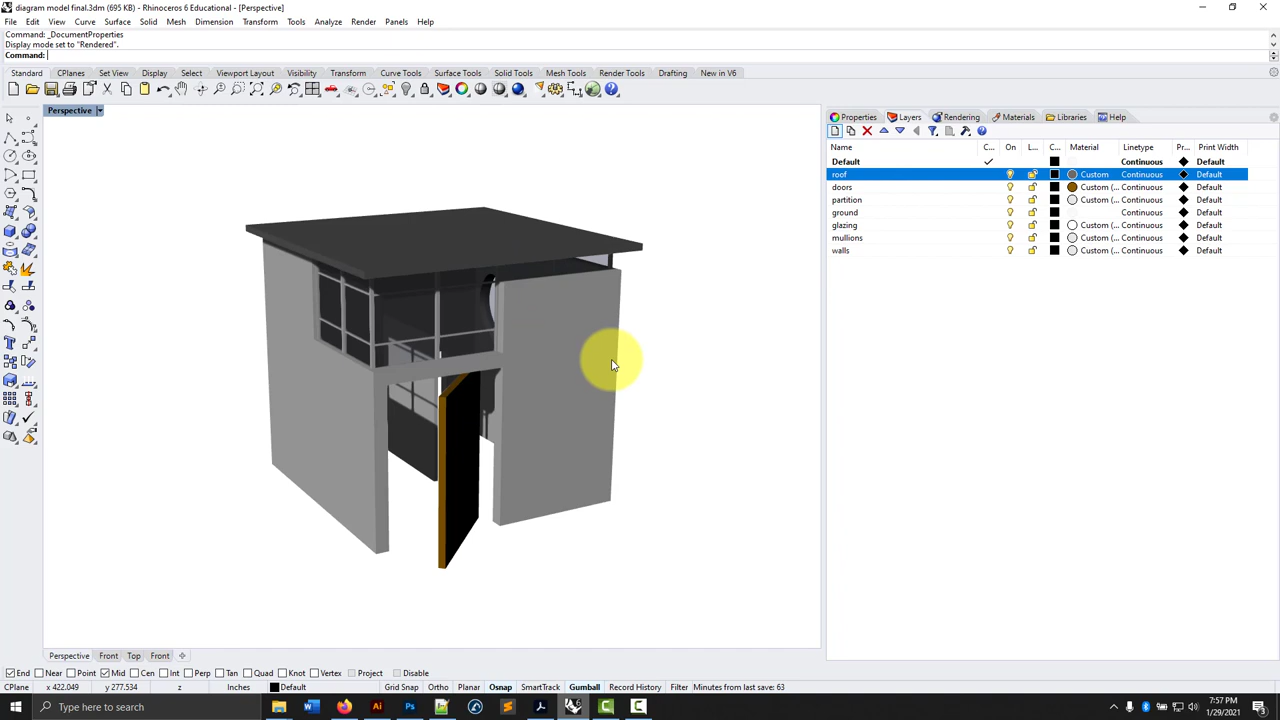 diagram model final.3dm (695 KB) - Rhinoceros 6 Educational - [Perspective]
File Edit View Curve Surface Solid Mesh Dimension Transform Tools Analyze Render Panels Help
Command: _DocumentProperties
Display mode set to "Rendered".
Command:
Standard CPlanes Set View Display Select Viewport Layout Visibility Transform Curve Tools Surface Tools Solid Tools Mesh Tools Render Tools Drafting New in V6
Perspective
Properties Layers Rendering Materials Libraries Help
Name C... On L... C... Material Linetype Pr... Print Width
Default Continuous Default
roof Custom Continuous Default
doors Custom (... Continuous Default
partition Custom (... Continuous Default
ground Continuous Default
glazing Custom (... Continuous Default
mullions Custom (... Continuous Default
walls Custom (... Continuous Default
Perspective Front Top Front
End Near Point Mid Cen Int Perp Tan Quad Knot Vertex Project Disable
CPlane x 422.049 y 277.534 z Inches Default Grid Snap Ortho Planar Osnap SmartTrack Gumball Record History Filter Minutes from last save: 63
Type here to search
7:57 PM
1/29/2021